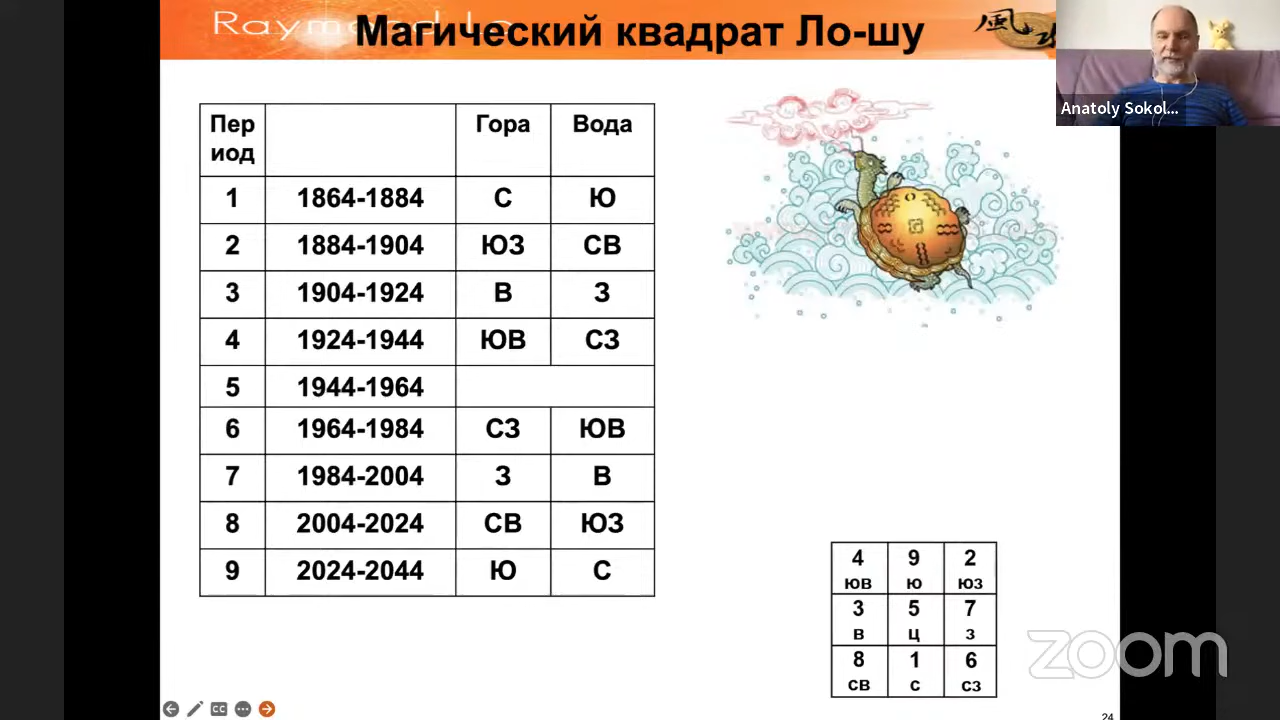 Магический квадрат Ло-шу
Anatoly Sokol...
Пер
иод
Гора
Вода
1
1864-1884
С
Ю
2
1884-1904
ЮЗ
СВ
3
1904-1924
В
З
4
1924-1944
ЮВ
СЗ
5
1944-1964
6
1964-1984
СЗ
ЮВ
7
1984-2004
З
В
8
2004-2024
СВ
ЮЗ
9
2024-2044
Ю
С
4 9 2
ЮВ Ю ЮЗ
3 5 7
В Ц З
8 1 6
СВ С СЗ
zoom
CC
24